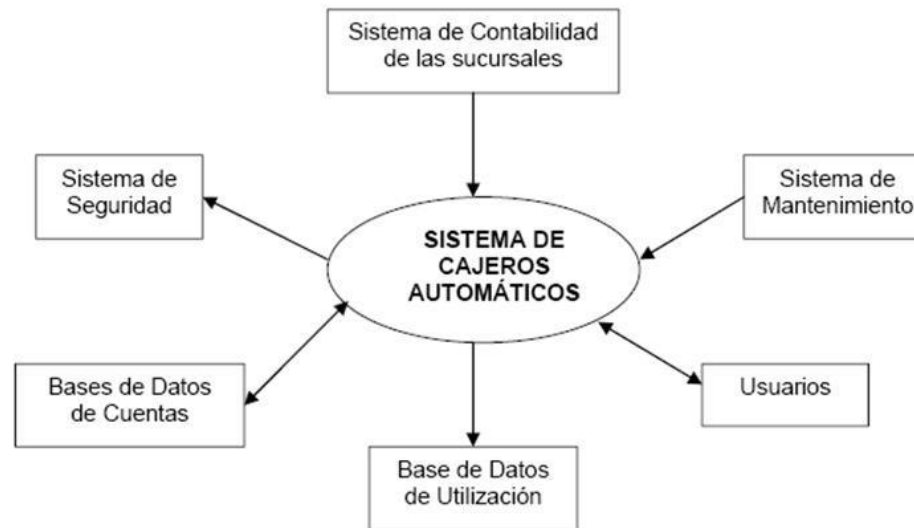 Sistema de Contabilidad
de las sucursales
Sistema de
Seguridad
Sistema de
Mantenimiento
SISTEMA DE
CAJEROS
AUTOMÁTICOS
Bases de Datos
de Cuentas
Usuarios
Base de Datos
de Utilización